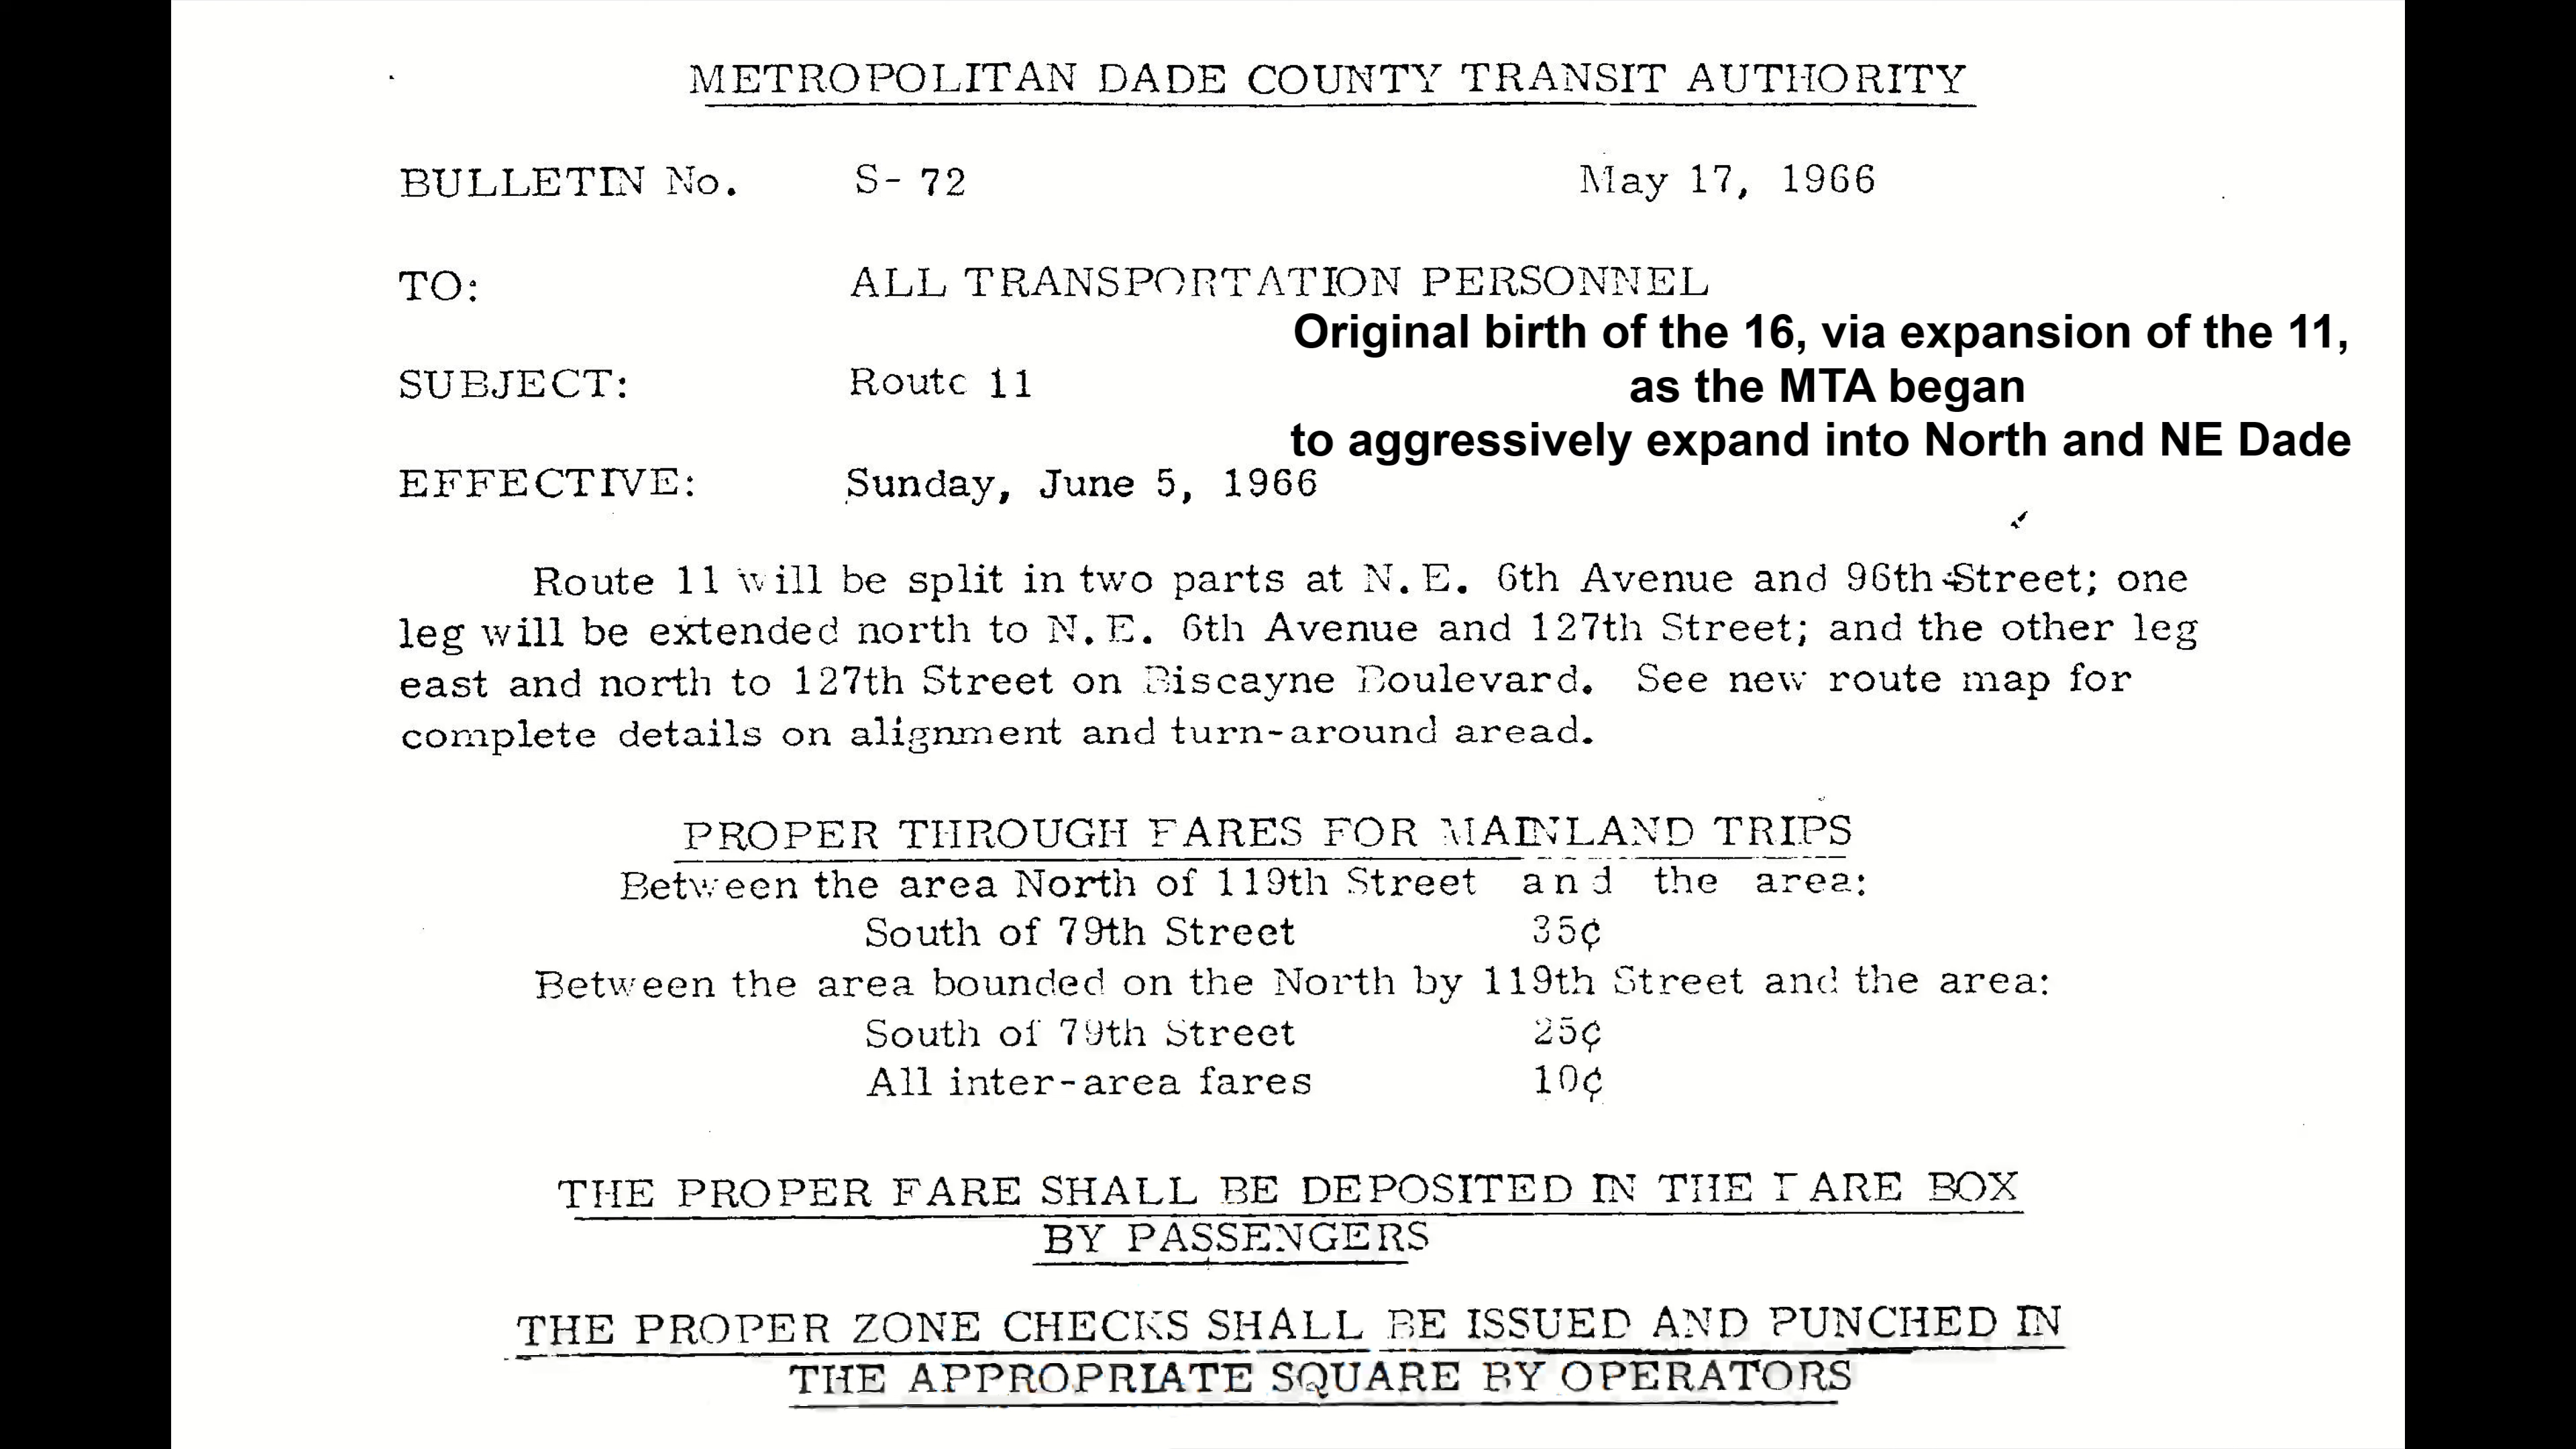 METROPOLITAN DADE COUNTY TRANSIT AUTHORITY
BULLETIN No. S- 72 May 17, 1966
TO: ALL TRANSPORTATION PERSONNEL
Original birth of the 16, via expansion of the 11,
as the MTA began
to aggressively expand into North and NE Dade
SUBJECT: Route 11
EFFECTIVE: Sunday, June 5, 1966
Route 11 will be split in two parts at N.E. 6th Avenue and 96th Street; one
leg will be extended north to N.E. 6th Avenue and 127th Street; and the other leg
east and north to 127th Street on Biscayne Boulevard. See new route map for
complete details on alignment and turn-around aread.
PROPER THROUGH FARES FOR MAINLAND TRIPS
Between the area North of 119th Street and the area:
South of 79th Street 35¢
Between the area bounded on the North by 119th Street and the area:
South of 79th Street 25¢
All inter-area fares 10¢
THE PROPER FARE SHALL BE DEPOSITED IN THE FARE BOX
BY PASSENGERS
THE PROPER ZONE CHECKS SHALL BE ISSUED AND PUNCHED IN
THE APPROPRIATE SQUARE BY OPERATORS